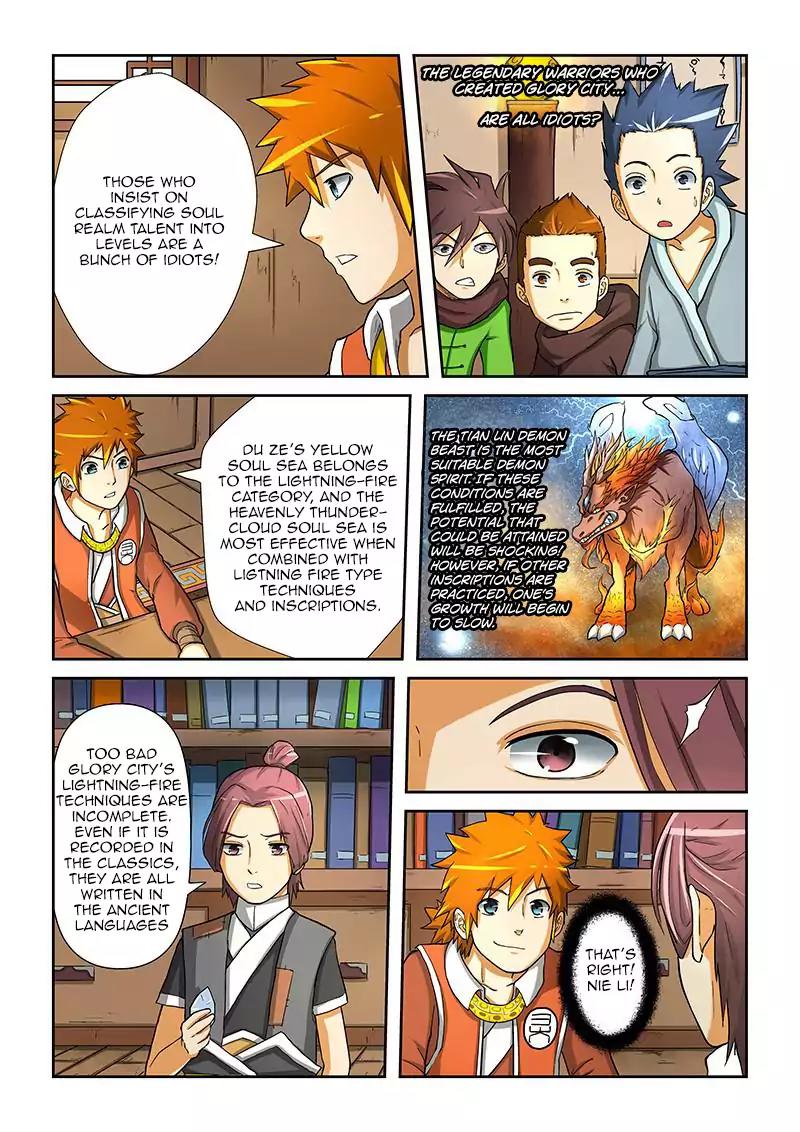 THOSE WHO
INSIST ON
CLASSIFYING SOUL
REALM TALENT INTO
LEVELS ARE A
BUNCH OF IDIOTS!
THE LEGENDARY WARRIORS WHO
CREATED GLORY CITY...
ARE ALL IDIOTS?
DU ZE'S YELLOW
SOUL SEA BELONGS
TO THE LIGHTNING-FIRE
CATEGORY, AND THE
HEAVENLY THUNDER-
CLOUD SOUL SEA IS
MOST EFFECTIVE WHEN
COMBINED WITH
LIGTNING FIRE TYPE
TECHNIQUES
AND INSCRIPTIONS.
THE TIAN LIN DEMON
BEAST IS THE MOST
SUITABLE DEMON
SPIRIT. IF THESE
CONDITIONS ARE
FULFILLED, THE
POTENTIAL THAT
COULD BE ATTAINED
WILL BE SHOCKING!
HOWEVER, IF OTHER
INSCRIPTIONS ARE
PRACTICED, ONE'S
GROWTH WILL BEGIN
TO SLOW.
TOO BAD
GLORY CITY'S
LIGHTNING-FIRE
TECHNIQUES ARE
INCOMPLETE.
EVEN IF IT IS
RECORDED IN
THE CLASSICS,
THEY ARE ALL
WRITTEN IN
THE ANCIENT
LANGUAGES
THAT'S
RIGHT!
NIE LI!